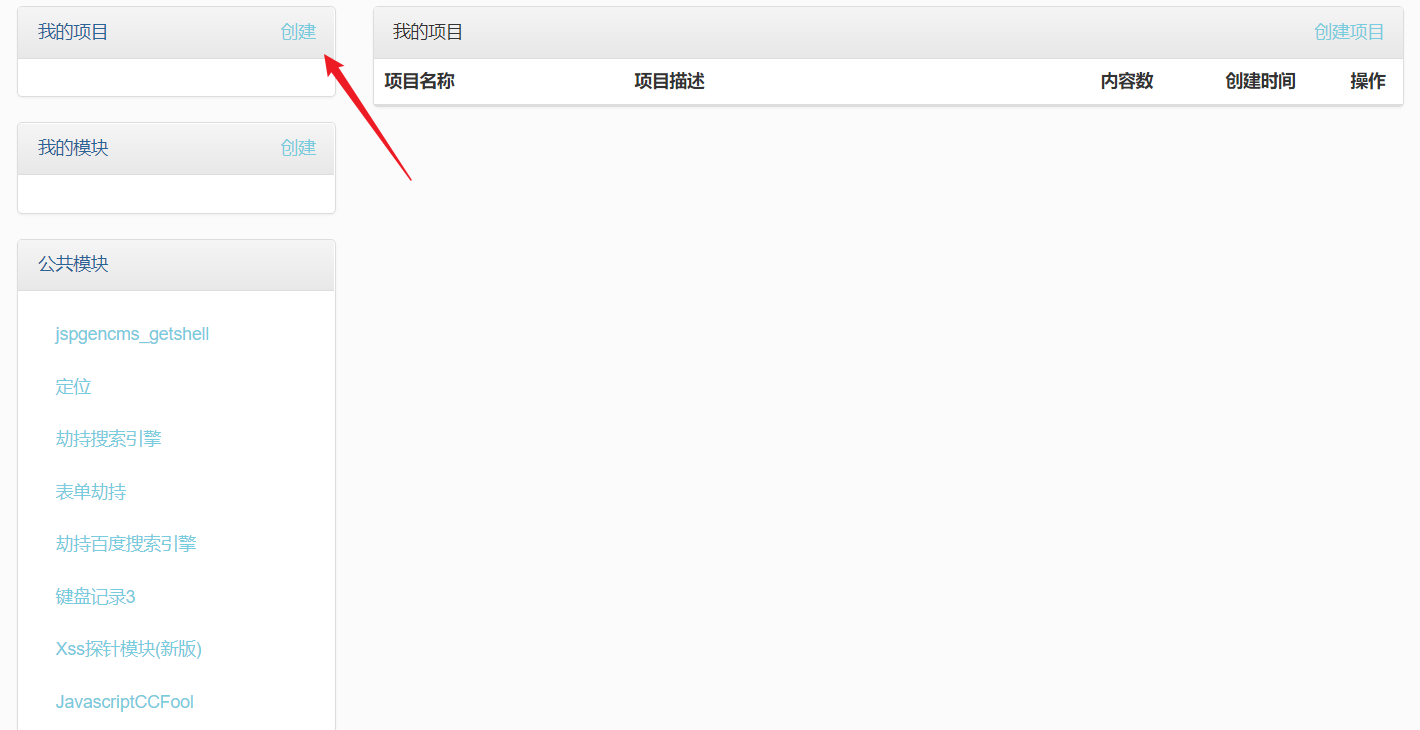 我的项目 创建
我的模块 创建
公共模块
jspgencms_getshell
定位
劫持搜索引擎
表单劫持
劫持百度搜索引擎
键盘记录3
Xss探针模块(新版)
JavascriptCCFool
我的项目 创建项目
项目名称 项目描述 内容数 创建时间 操作